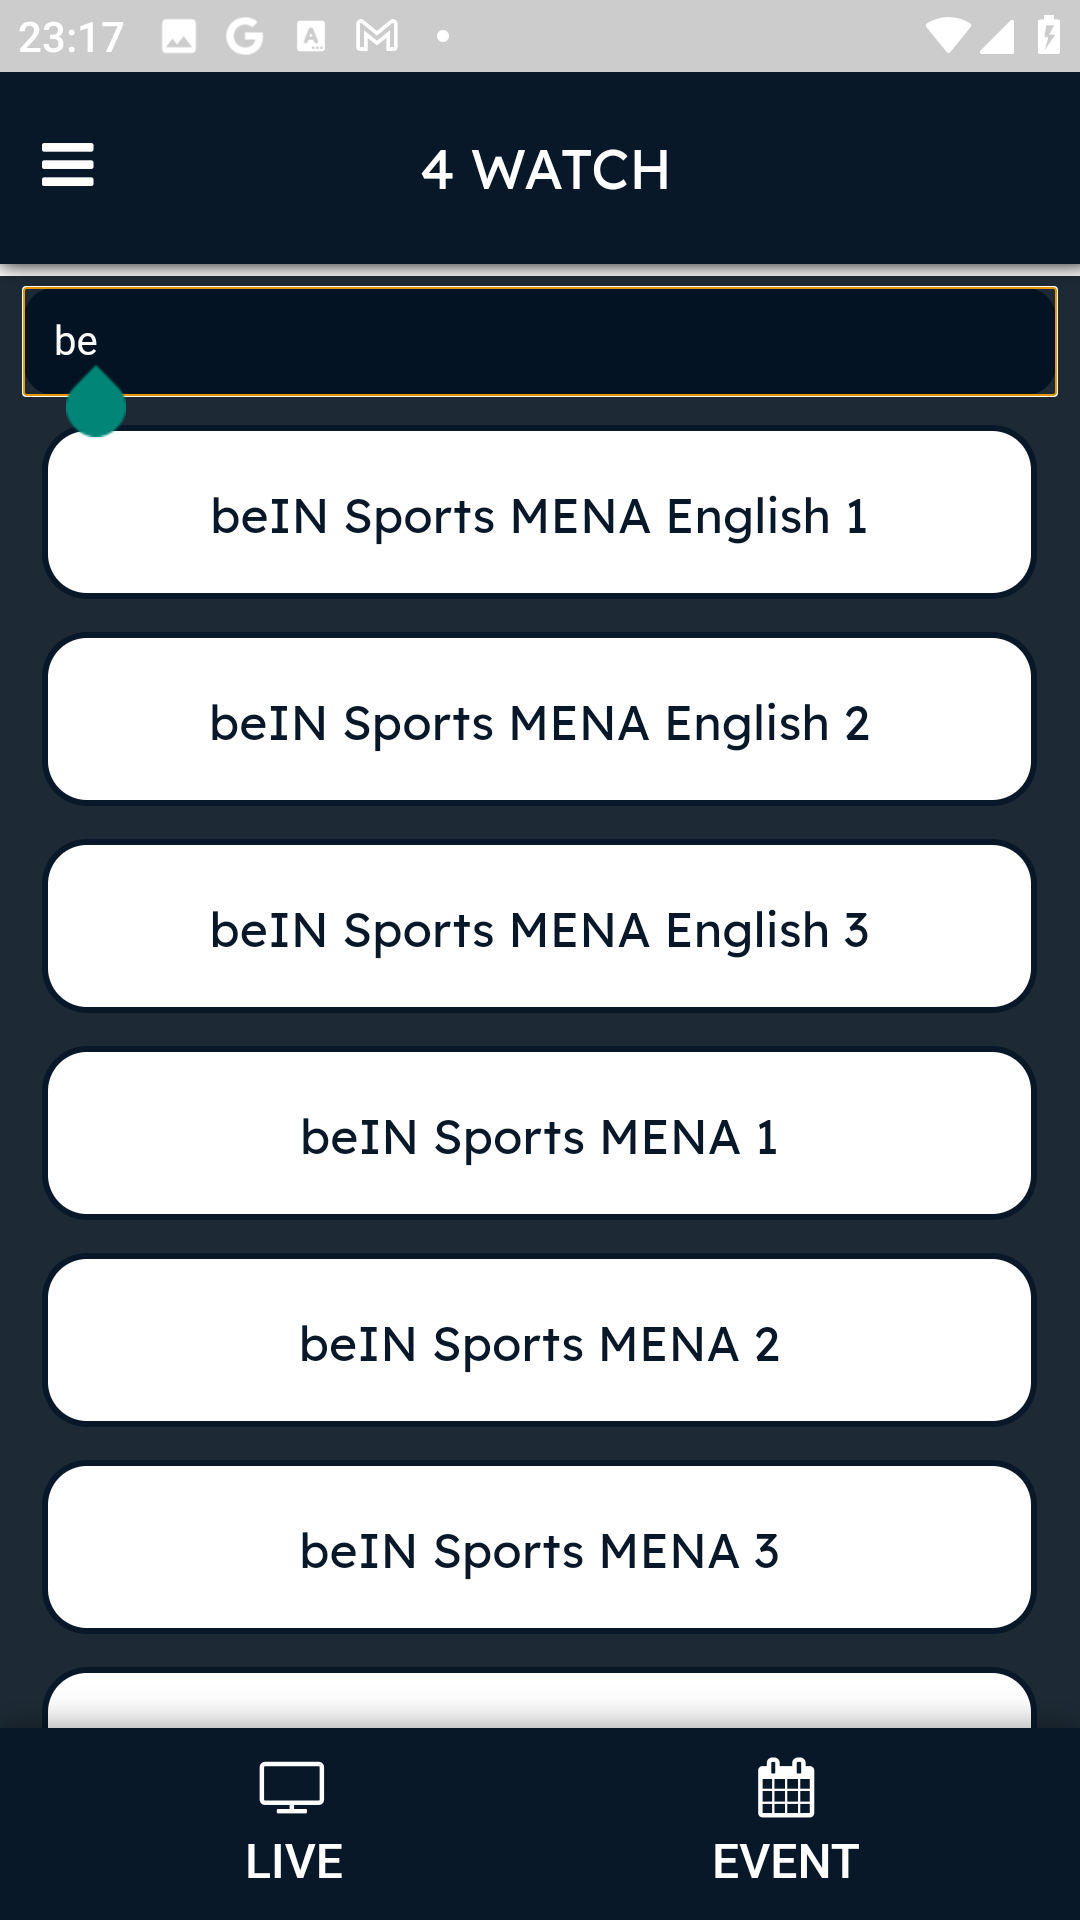 23:17
4 WATCH
be
beIN Sports MENA English 1
beIN Sports MENA English 2
beIN Sports MENA English 3
beIN Sports MENA 1
beIN Sports MENA 2
beIN Sports MENA 3
LIVE
EVENT